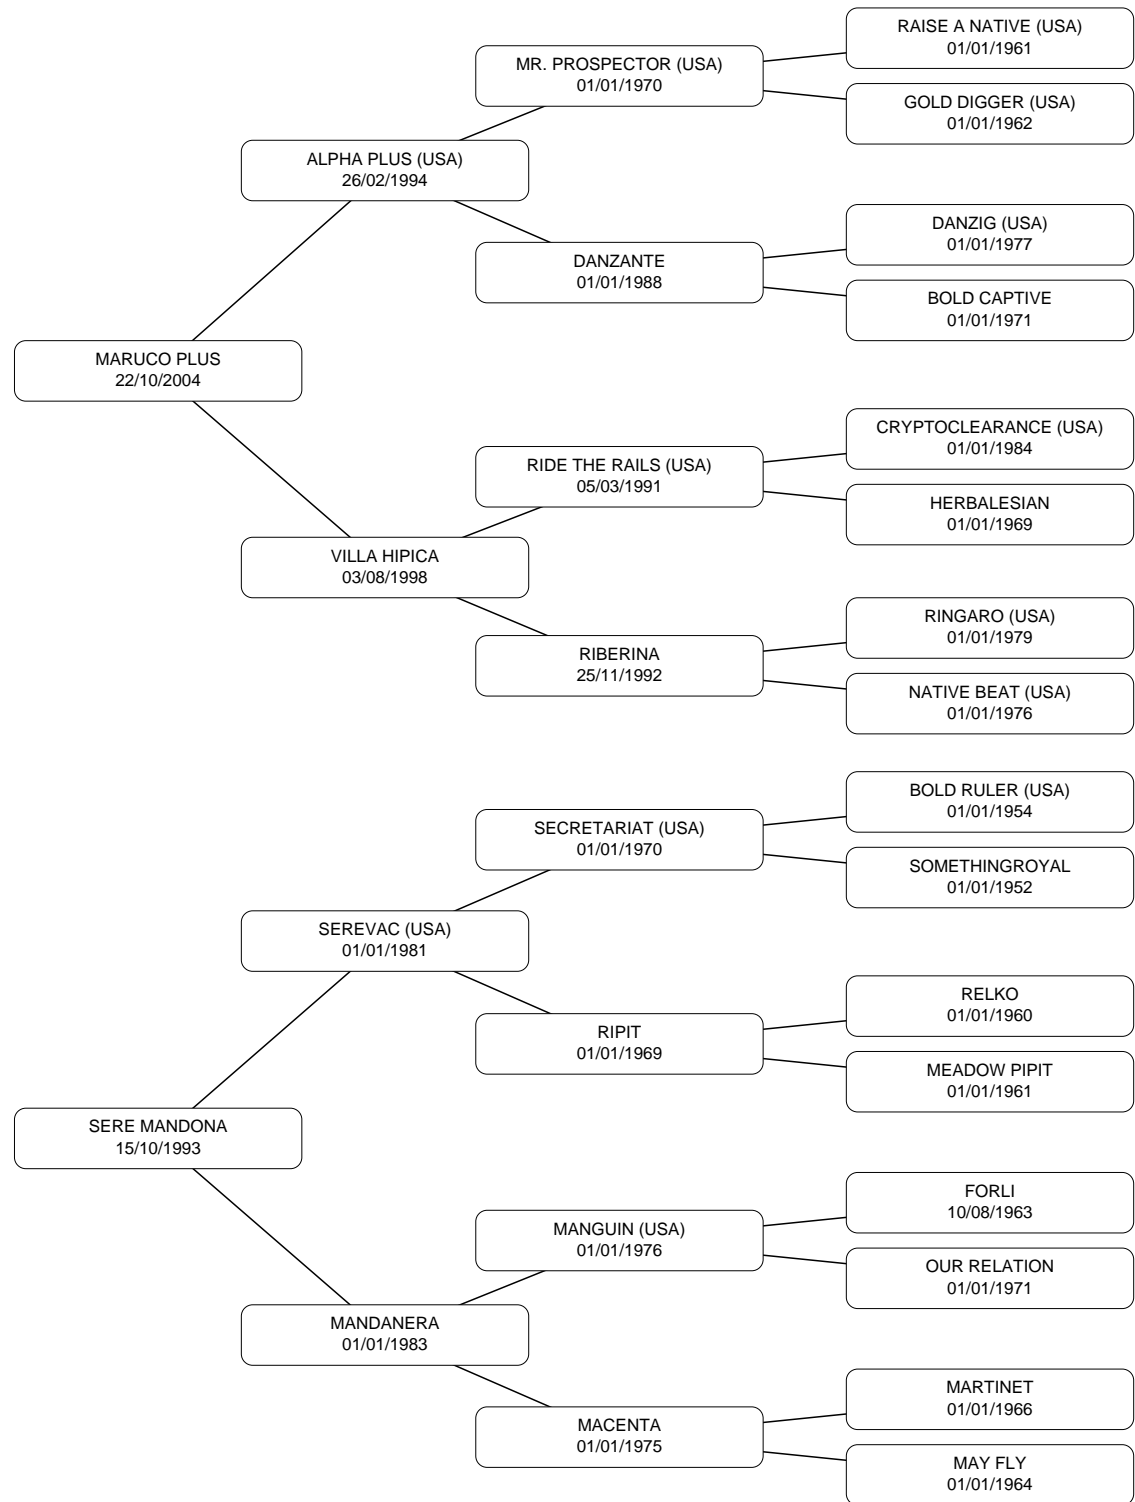 RAISE A NATIVE (USA)
01/01/1961
MR. PROSPECTOR (USA)
01/01/1970
GOLD DIGGER (USA)
01/01/1962
ALPHA PLUS (USA)
26/02/1994
DANZIG (USA)
01/01/1977
DANZANTE
01/01/1988
BOLD CAPTIVE
01/01/1971
MARUCO PLUS
22/10/2004
CRYPTOCLEARANCE (USA)
01/01/1984
RIDE THE RAILS (USA)
05/03/1991
HERBALESIAN
01/01/1969
VILLA HIPICA
03/08/1998
RINGARO (USA)
01/01/1979
RIBERINA
25/11/1992
NATIVE BEAT (USA)
01/01/1976
BOLD RULER (USA)
01/01/1954
SECRETARIAT (USA)
01/01/1970
SOMETHINGROYAL
01/01/1952
SEREVAC (USA)
01/01/1981
RELKO
01/01/1960
RIPIT
01/01/1969
MEADOW PIPIT
01/01/1961
SERE MANDONA
15/10/1993
FORLI
10/08/1963
MANGUIN (USA)
01/01/1976
OUR RELATION
01/01/1971
MANDANERA
01/01/1983
MARTINET
01/01/1966
MACENTA
01/01/1975
MAY FLY
01/01/1964